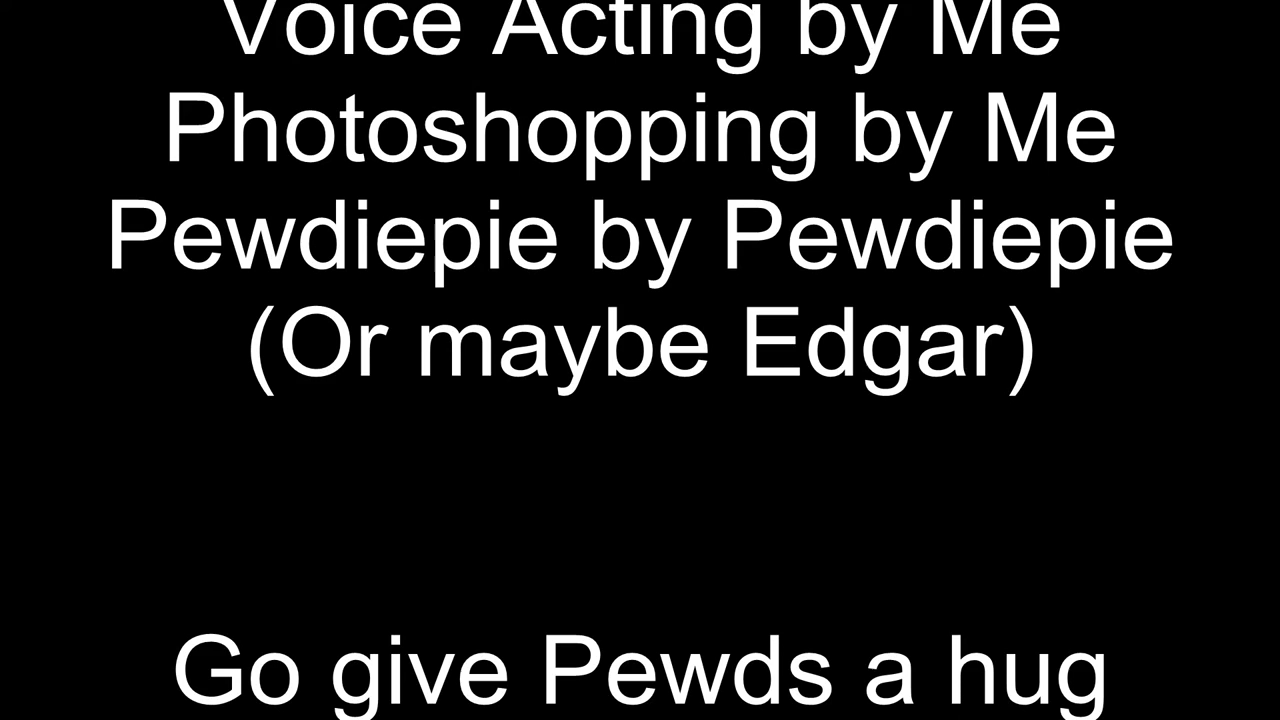 Voice Acting by Me
Photoshopping by Me
Pewdiepie by Pewdiepie
(Or maybe Edgar)
Go give Pewds a hug